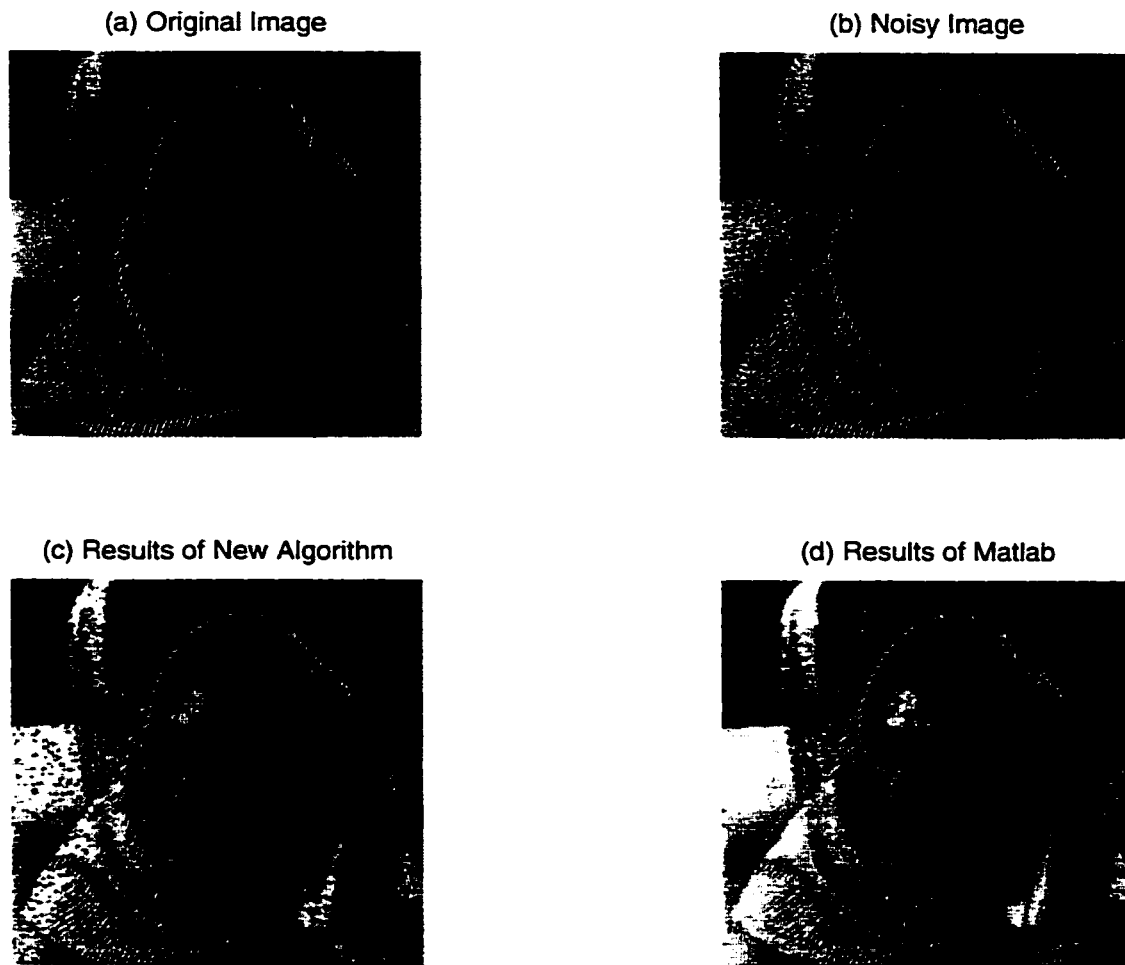 (a) Original Image
(b) Noisy Image
(c) Results of New Algorithm
(d) Results of Matlab